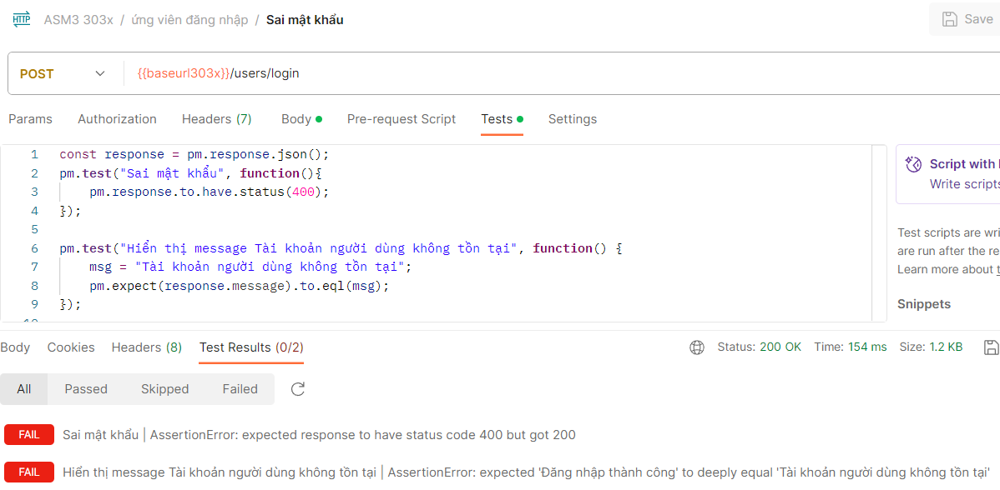 HTTP ASM3 303x / ứng viên đăng nhập / Sai mật khẩu Save
POST {{baseurl303x}}/users/login
Params Authorization Headers (7) Body Pre-request Script Tests Settings
1 const response = pm.response.json();
2 pm.test("Sai mật khẩu", function(){
3 pm.response.to.have.status(400);
4 });
5
6 pm.test("Hiển thị message Tài khoản người dùng không tồn tại", function() {
7 msg = "Tài khoản người dùng không tồn tại";
8 pm.expect(response.message).to.eql(msg);
9 });
10
Script with
Write scripts
Test scripts are wri
are run after the re
Learn more about t
Snippets
Body Cookies Headers (8) Test Results (0/2) Status: 200 OK Time: 154 ms Size: 1.2 KB
All Passed Skipped Failed
FAIL Sai mật khẩu | AssertionError: expected response to have status code 400 but got 200
FAIL Hiển thị message Tài khoản người dùng không tồn tại | AssertionError: expected 'Đăng nhập thành công' to deeply equal 'Tài khoản người dùng không tồn tại'